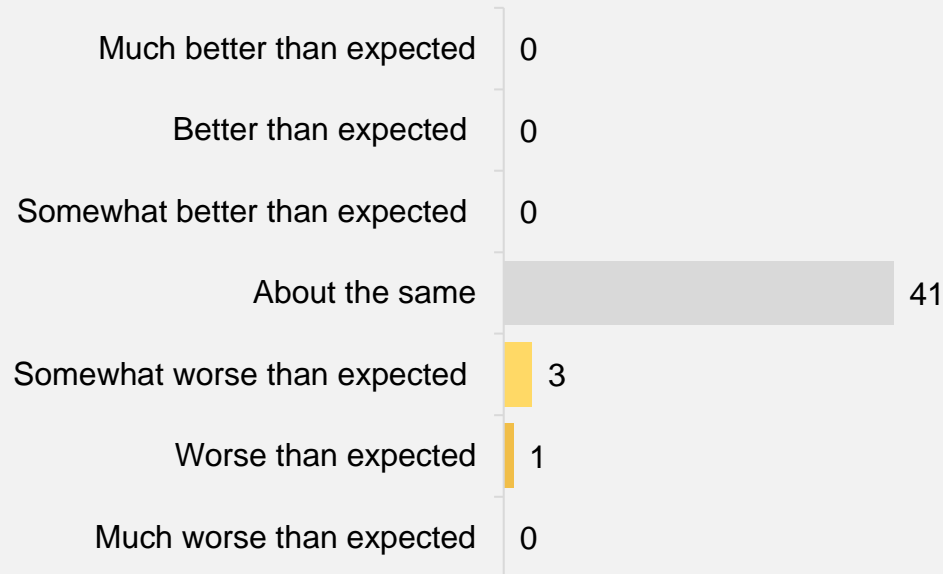 Much better than expected 0
Better than expected 0
Somewhat better than expected 0
About the same 41
Somewhat worse than expected 3
Worse than expected 1
Much worse than expected 0